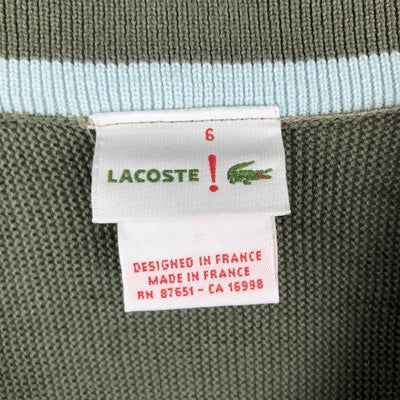 6
LACOSTE !
DESIGNED IN FRANCE
MADE IN FRANCE
RN 87651 - CA 16998